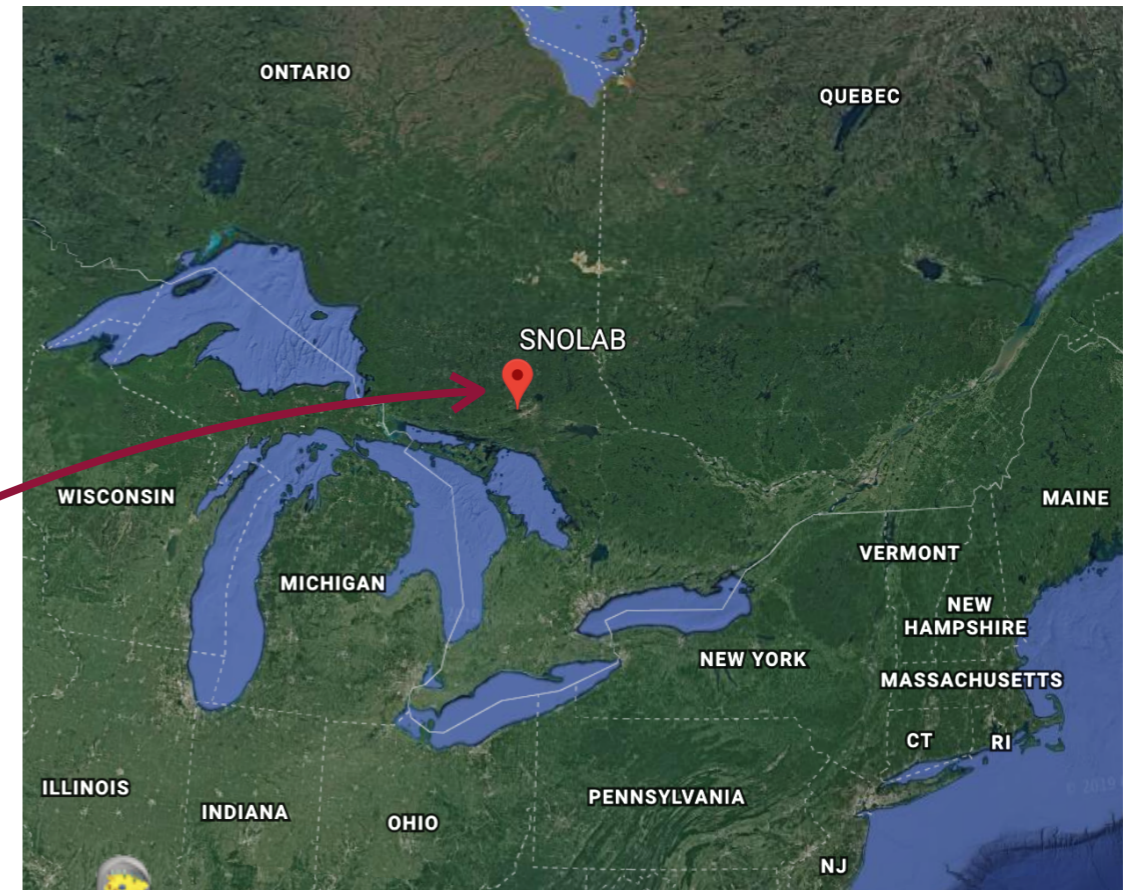 ONTARIO
QUEBEC
SNOLAB
WISCONSIN
MAINE
VERMONT
MICHIGAN
NEW
HAMPSHIRE
NEW YORK
MASSACHUSETTS
CT
RI
ILLINOIS
PENNSYLVANIA
INDIANA
OHIO
© 2019
NJ